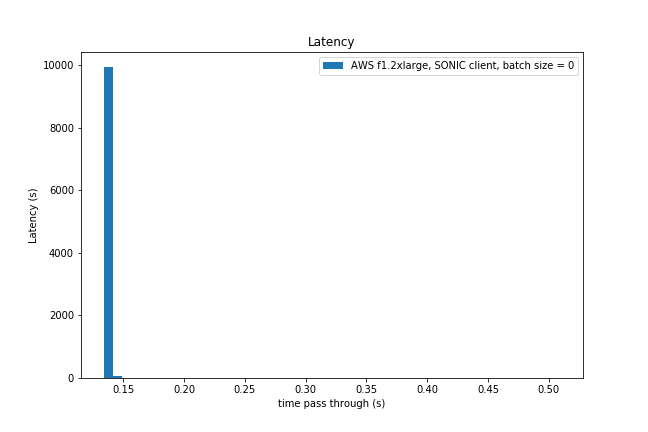 Latency
AWS f1.2xlarge, SONIC client, batch size = 0
10000
8000
6000
4000
2000
0
Latency (s)
0.15 0.20 0.25 0.30 0.35 0.40 0.45 0.50
time pass through (s)